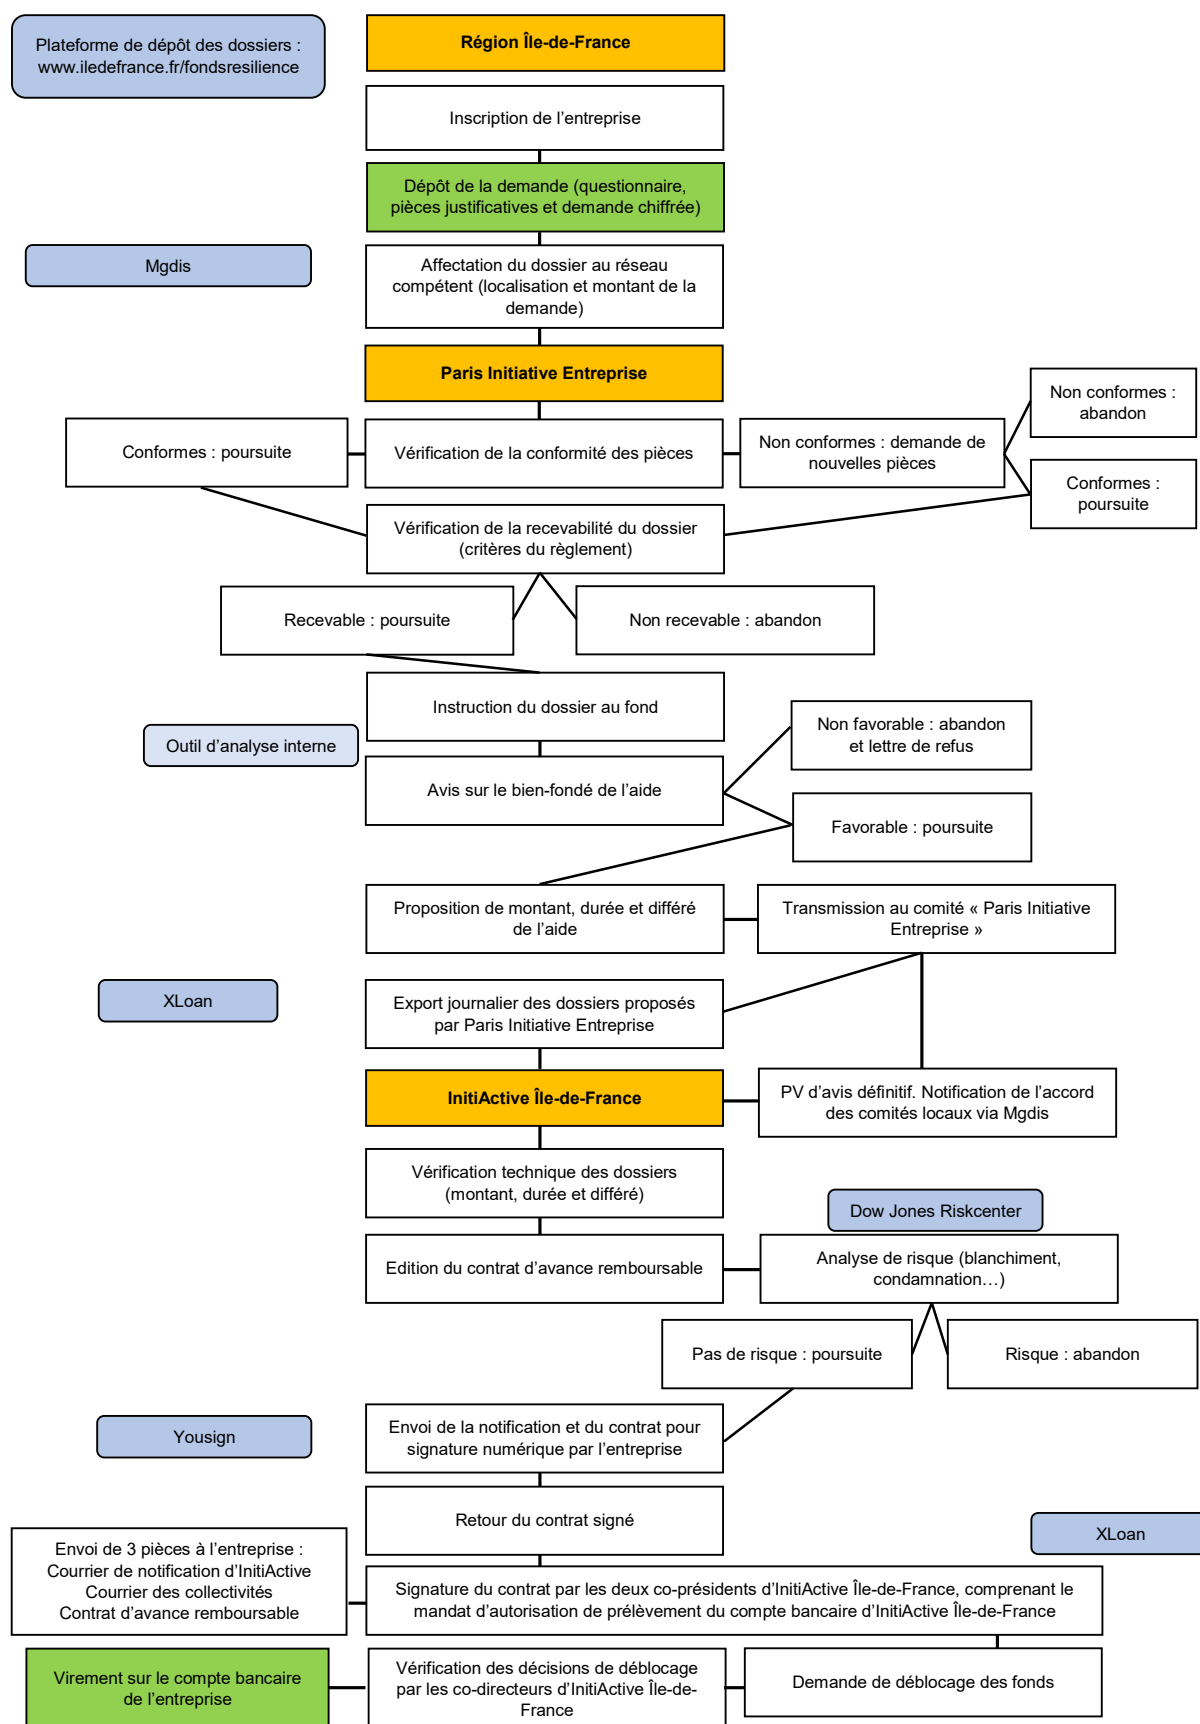 Plateforme de dépôt des dossiers :
www.iledefrance.fr/fondsresilience
Région Île-de-France
Inscription de l’entreprise
Dépôt de la demande (questionnaire,
pièces justificatives et demande chiffrée)
Mgdis
Affectation du dossier au réseau
compétent (localisation et montant de la
demande)
Paris Initiative Entreprise
Non conformes :
abandon
Conformes : poursuite
Vérification de la conformité des pièces
Non conformes : demande de
nouvelles pièces
Conformes :
poursuite
Vérification de la recevabilité du dossier
(critères du règlement)
Recevable : poursuite
Non recevable : abandon
Instruction du dossier au fond
Non favorable : abandon
et lettre de refus
Outil d’analyse interne
Avis sur le bien-fondé de l’aide
Favorable : poursuite
Proposition de montant, durée et différé
de l’aide
Transmission au comité « Paris Initiative
Entreprise »
XLoan
Export journalier des dossiers proposés
par Paris Initiative Entreprise
InitiActive Île-de-France
PV d’avis définitif. Notification de l’accord
des comités locaux via Mgdis
Vérification technique des dossiers
(montant, durée et différé)
Dow Jones Riskcenter
Edition du contrat d’avance remboursable
Analyse de risque (blanchiment,
condamnation…)
Pas de risque : poursuite
Risque : abandon
Yousign
Envoi de la notification et du contrat pour
signature numérique par l’entreprise
Retour du contrat signé
XLoan
Envoi de 3 pièces à l’entreprise :
Courrier de notification d’InitiActive
Courrier des collectivités
Contrat d’avance remboursable
Signature du contrat par les deux co-présidents d’InitiActive Île-de-France, comprenant le
mandat d’autorisation de prélèvement du compte bancaire d’InitiActive Île-de-France
Virement sur le compte bancaire
de l’entreprise
Vérification des décisions de déblocage
par les co-directeurs d’InitiActive Île-de-
France
Demande de déblocage des fonds